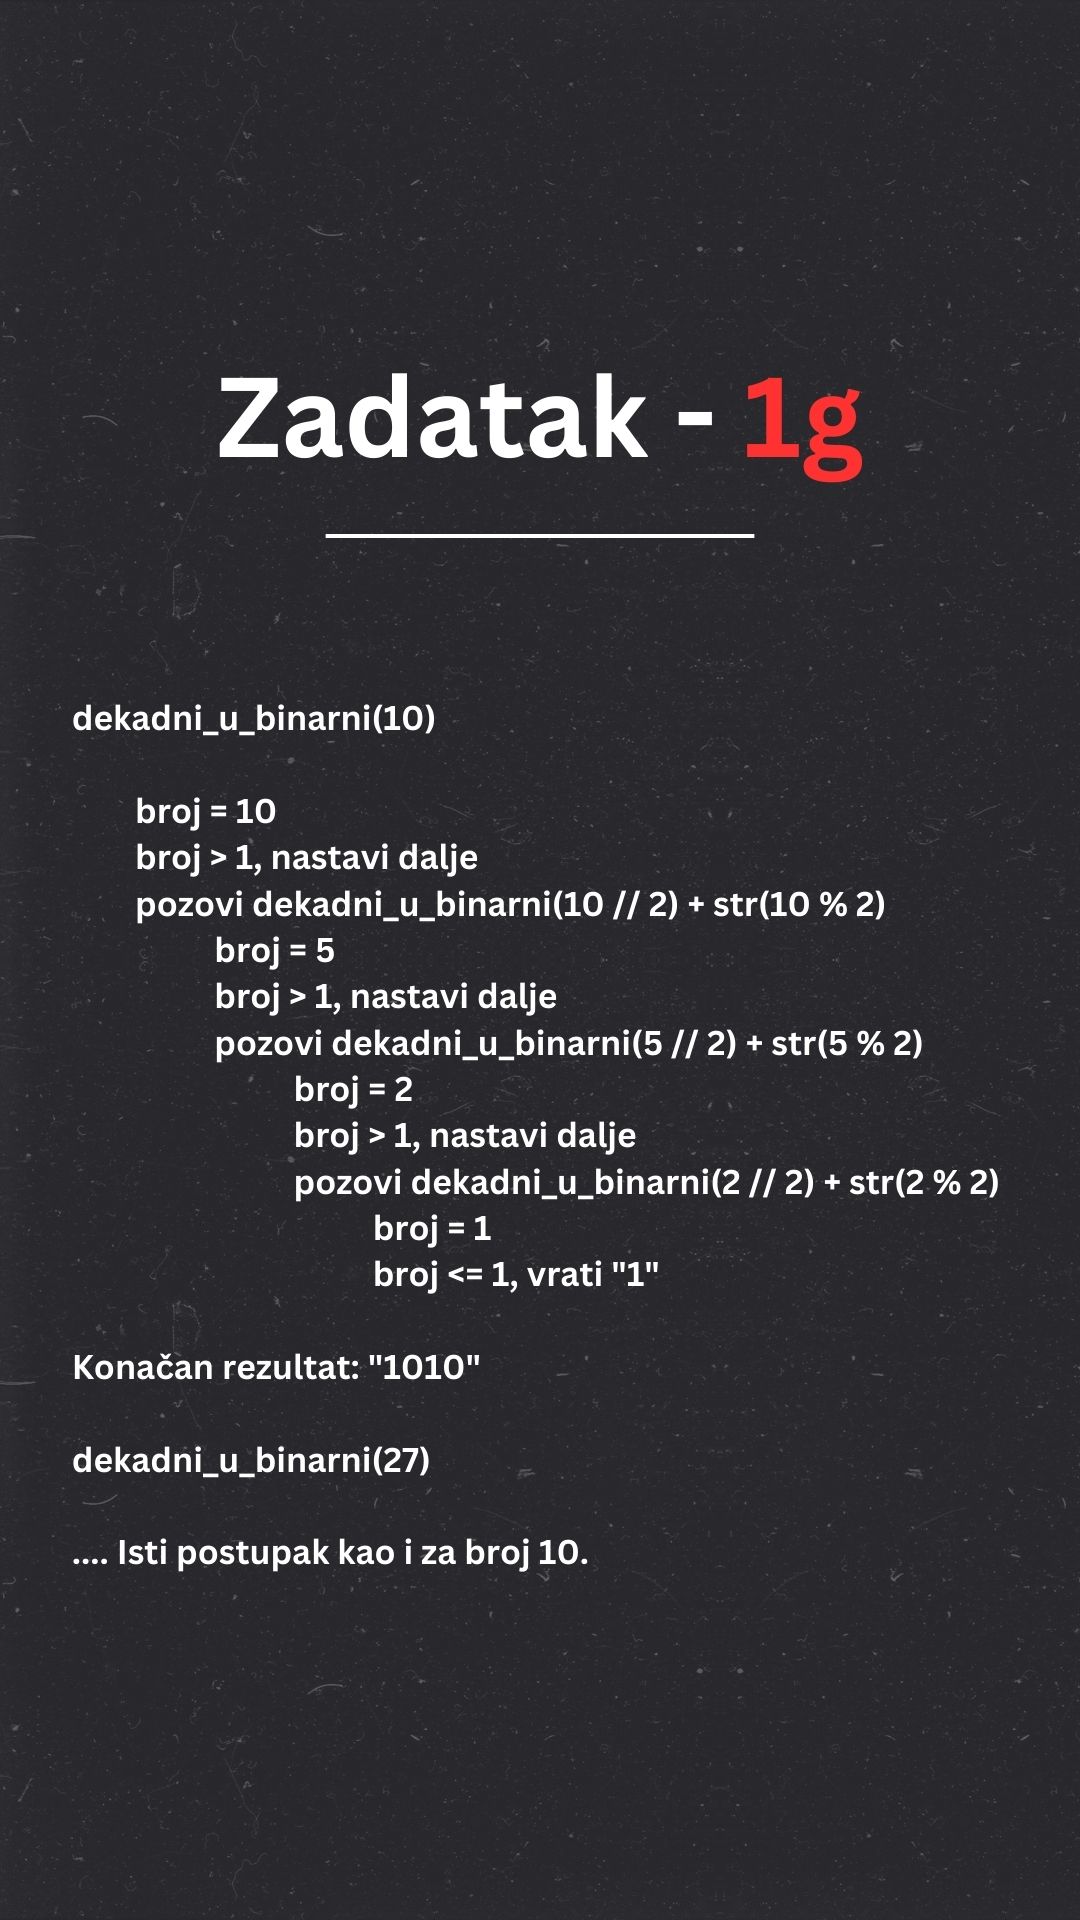 Zadatak - 1g
dekadni_u_binarni(10)
broj = 10
broj > 1, nastavi dalje
pozovi dekadni_u_binarni(10 // 2) + str(10 % 2)
broj = 5
broj > 1, nastavi dalje
pozovi dekadni_u_binarni(5 // 2) + str(5 % 2)
broj = 2
broj > 1, nastavi dalje
pozovi dekadni_u_binarni(2 // 2) + str(2 % 2)
broj = 1
broj <= 1, vrati "1"
Konačan rezultat: "1010"
dekadni_u_binarni(27)
.... Isti postupak kao i za broj 10.